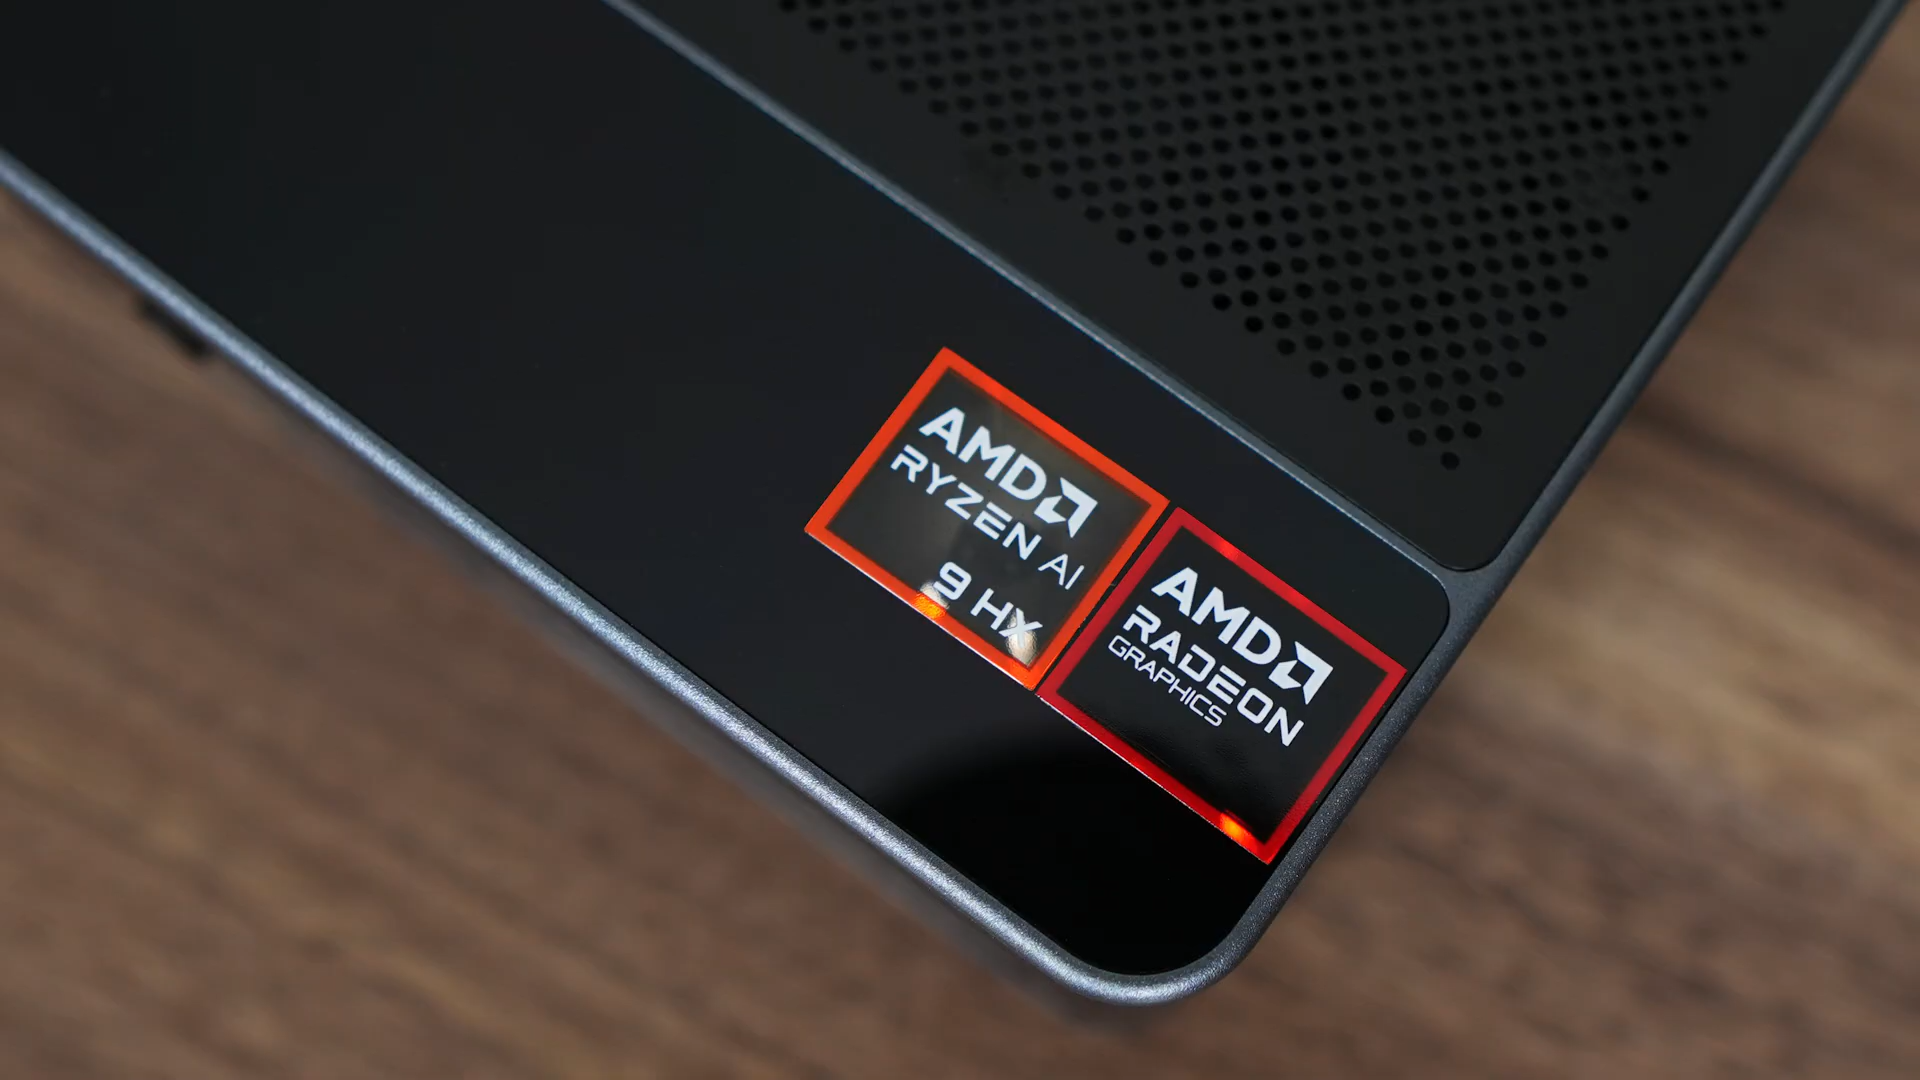 AMD
RYZEN AI
9 HX
AMD
RADEON
GRAPHICS